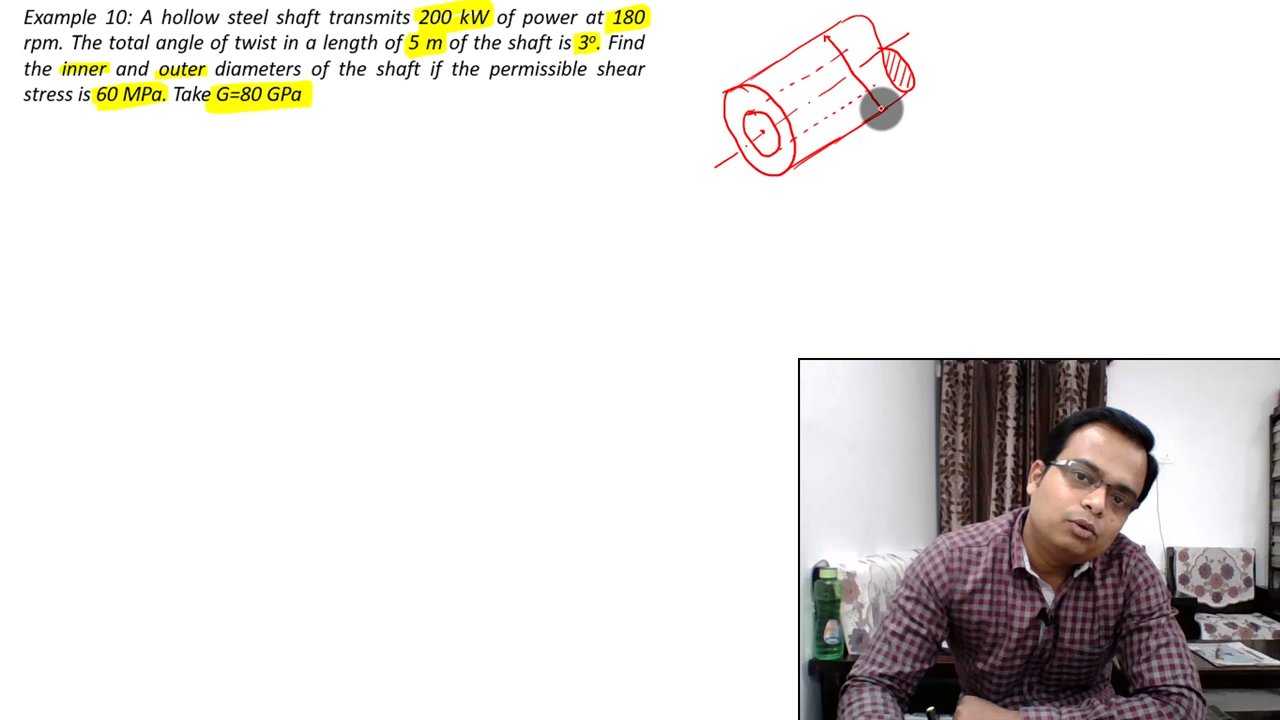 Example 10: A hollow steel shaft transmits 200 kW of power at 180
rpm. The total angle of twist in a length of 5 m of the shaft is 3º. Find
the inner and outer diameters of the shaft if the permissible shear
stress is 60 MPa. Take G=80 GPa